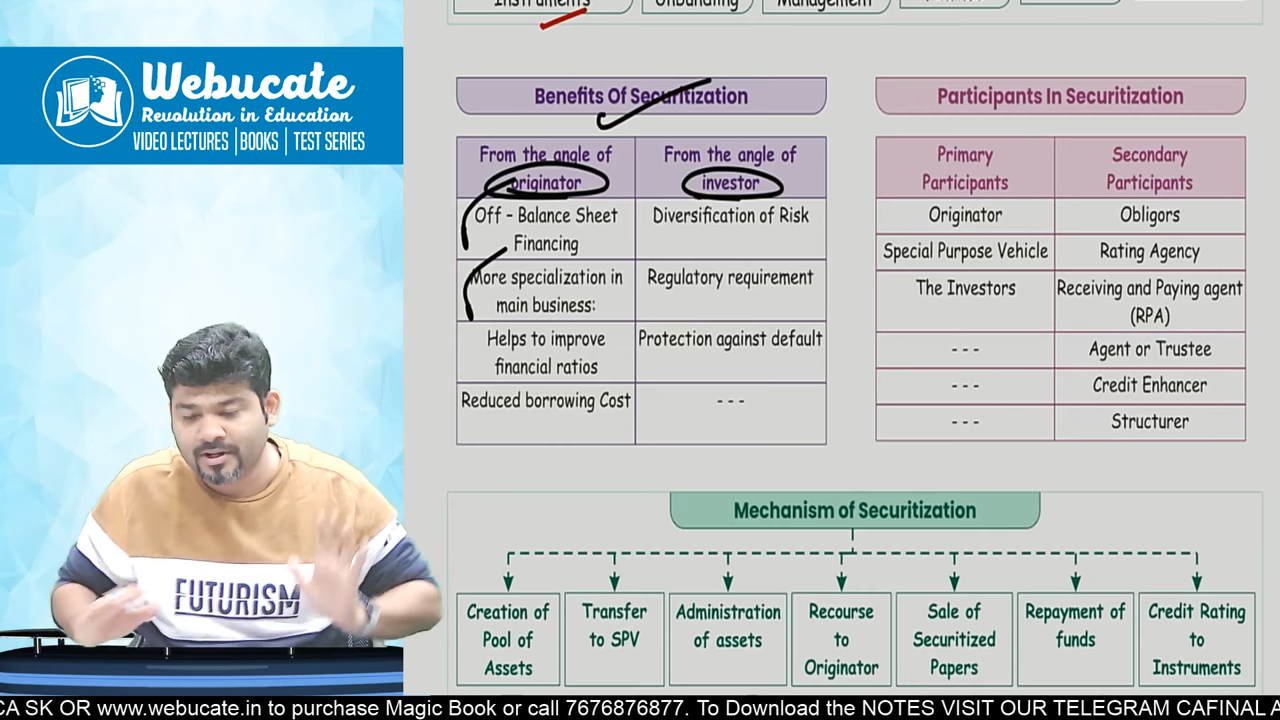 Instruments
Unbundling
Management
Webucate
Revolution in Education
VIDEO LECTURES | BOOKS | TEST SERIES
Benefits Of Securitization
From the angle of originator
From the angle of investor
Off – Balance Sheet Financing
Diversification of Risk
More specialization in main business:
Regulatory requirement
Helps to improve financial ratios
Protection against default
Reduced borrowing Cost
- - -
Participants In Securitization
Primary Participants
Secondary Participants
Originator
Obligors
Special Purpose Vehicle
Rating Agency
The Investors
Receiving and Paying agent (RPA)
- - -
Agent or Trustee
- - -
Credit Enhancer
- - -
Structurer
Mechanism of Securitization
Creation of Pool of Assets
Transfer to SPV
Administration of assets
Recourse to Originator
Sale of Securitized Papers
Repayment of funds
Credit Rating to Instruments
FUTURISM
CA SK OR www.webucate.in to purchase Magic Book or call 7676876877. To Download the NOTES VISIT OUR TELEGRAM CAFINAL A